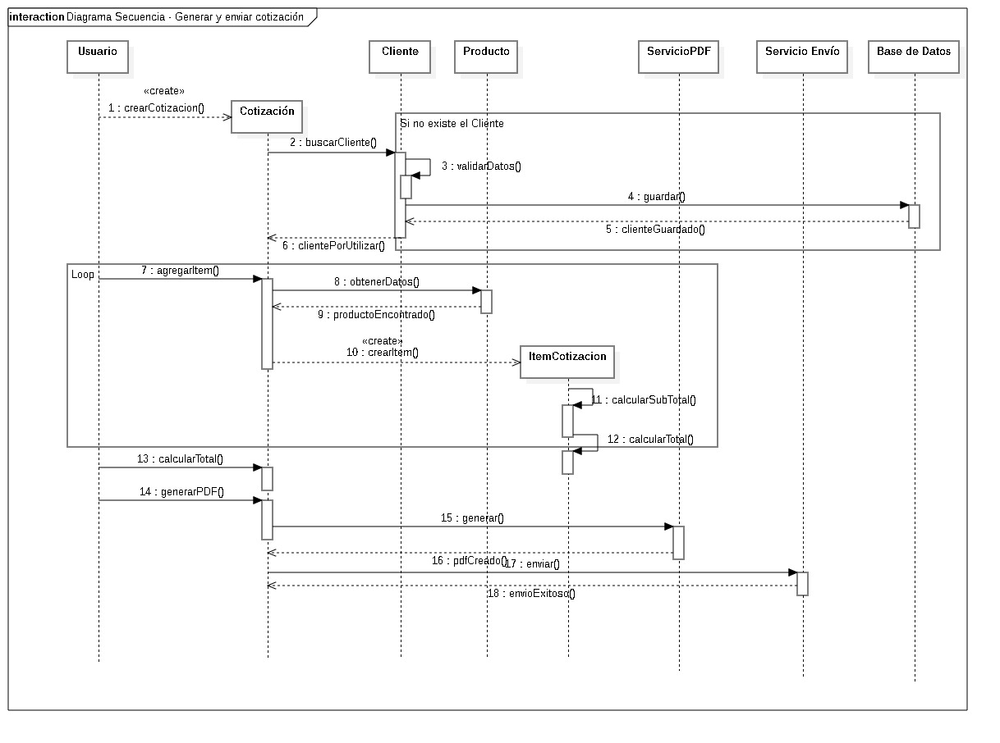 interaction Diagrama Secuencia - Generar y enviar cotización
Usuario
Cliente
Producto
ServicioPDF
Servicio Envío
Base de Datos
«create»
1 : crearCotizacion()
Cotización
Si no existe el Cliente
2 : buscarCliente()
3 : validarDatos()
4 : guardar()
5 : clienteGuardado()
6 : clientePorUtilizar()
Loop
7 : agregarItem()
8 : obtenerDatos()
9 : productoEncontrado()
«create»
10 : crearItem()
ItemCotizacion
11 : calcularSubTotal()
12 : calcularTotal()
13 : calcularTotal()
14 : generarPDF()
15 : generar()
16 : pdfCreado()
17 : enviar()
18 : envioExitoso()